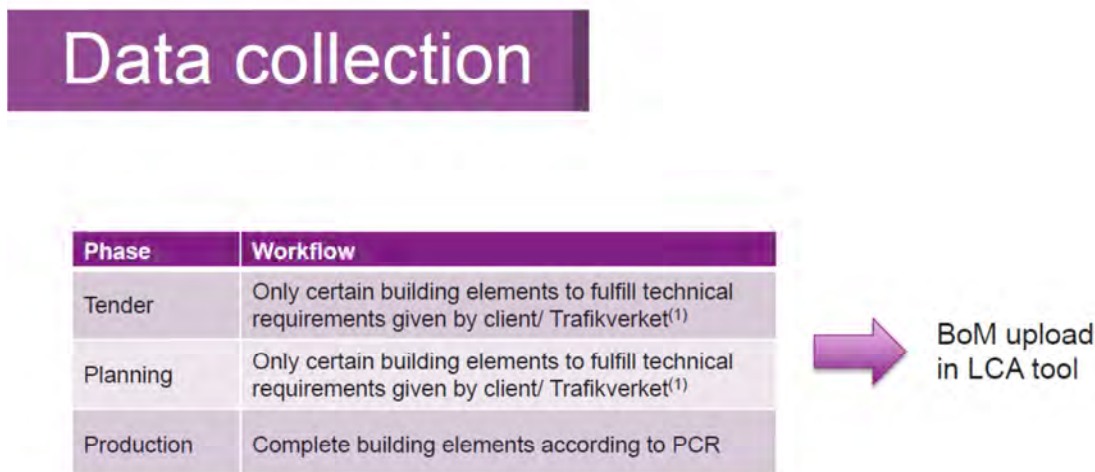 Data collection
Phase Workflow
Tender Only certain building elements to fulfill technical
requirements given by client/ Trafikverket(1)
Planning Only certain building elements to fulfill technical
requirements given by client/ Trafikverket(1)
Production Complete building elements according to PCR
BoM upload
in LCA tool